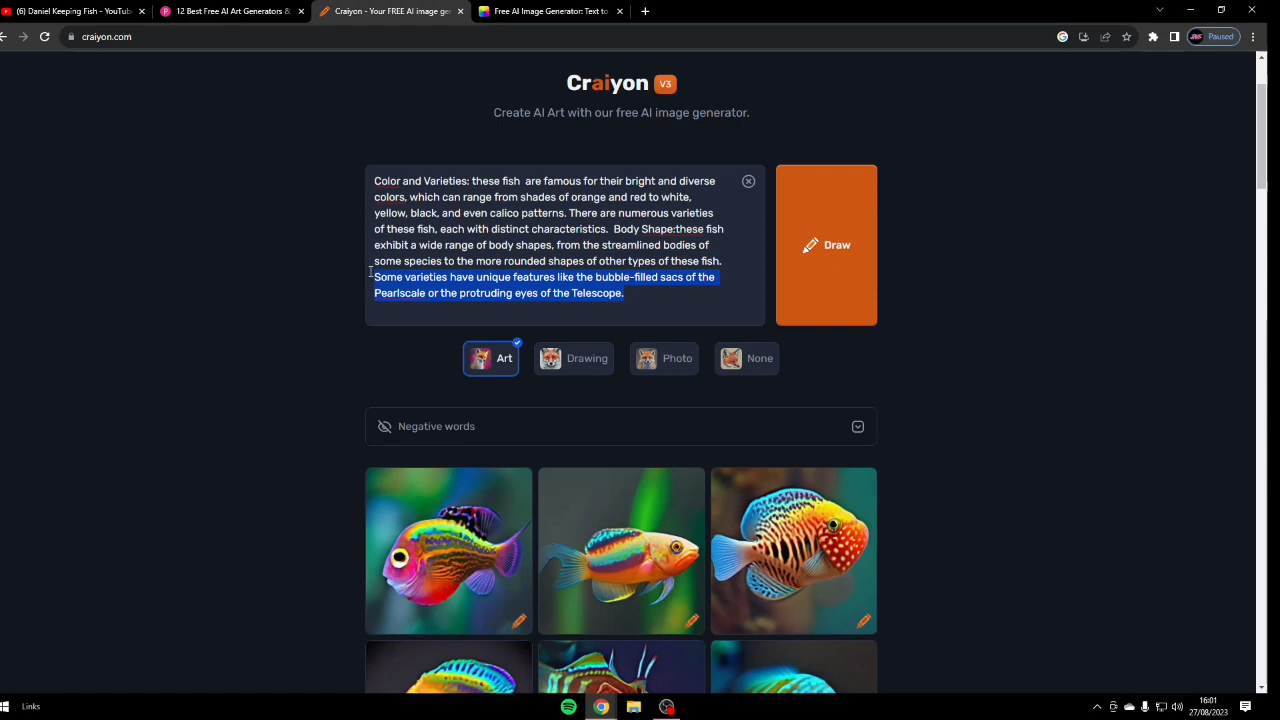 (6) Daniel Keeping Fish - YouTube
12 Best Free AI Art Generators &
Craiyon - Your FREE AI image gen
Free AI Image Generator: Text to
craiyon.com
Paused
Craiyon V3
Create AI Art with our free AI image generator.
Color and Varieties: these fish  are famous for their bright and diverse
colors, which can range from shades of orange and red to white,
yellow, black, and even calico patterns. There are numerous varieties
of these fish, each with distinct characteristics.  Body Shape:these fish
exhibit a wide range of body shapes, from the streamlined bodies of
some species to the more rounded shapes of other types of these fish.
Some varieties have unique features like the bubble-filled sacs of the
Pearlscale or the protruding eyes of the Telescope.
Draw
Art
Drawing
Photo
None
Negative words
Links
16:01
27/08/2023